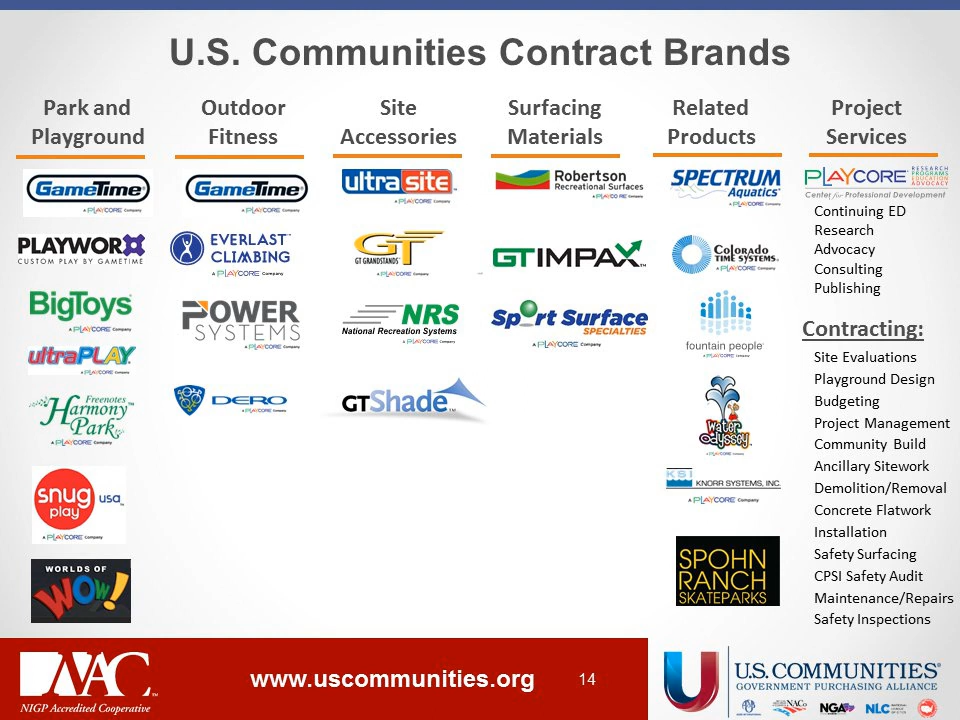 U.S. Communities Contract Brands
Park and
Playground
GameTime
A PLAYCORE Company
PLAYWORX
CUSTOM PLAY BY GAMETIME
BigToys
A PLAYCORE Company
ultraPLAY
A PLAYCORE Company
Freenotes
Harmony
Park
A PLAYCORE Company
snug
play
usa
A PLAYCORE Company
WORLDS OF
WOW!
Outdoor
Fitness
GameTime
A PLAYCORE Company
EVERLAST
CLIMBING
A PLAYCORE Company
POWER
SYSTEMS
A PLAYCORE Company
DERO
A PLAYCORE Company
Site
Accessories
ultra site
A PLAYCORE Company
GT
GT GRANDSTANDS
A PLAYCORE Company
NRS
National Recreation Systems
A PLAYCORE Company
GTShade™
Surfacing
Materials
Robertson
Recreational Surfaces
A PLAYCORE Company
GTIMPAX™
Sport Surface
SPECIALTIES
A PLAYCORE Company
Related
Products
SPECTRUM
Aquatics
A PLAYCORE Company
COLORADO
TIME SYSTEMS
A PLAYCORE Company
fountain people
A PLAYCORE Company
Water
Odyssey
A PLAYCORE Company
KSI
KNORR SYSTEMS, INC.
A PLAYCORE Company
SPOHN
RANCH
SKATEPARKS
Project
Services
PLAYCORE
RESEARCH
PROGRAMS
EDUCATION
ADVOCACY
Center for Professional Development
Continuing ED
Research
Advocacy
Consulting
Publishing
Contracting:
Site Evaluations
Playground Design
Budgeting
Project Management
Community Build
Ancillary Sitework
Demolition/Removal
Concrete Flatwork
Installation
Safety Surfacing
CPSI Safety Audit
Maintenance/Repairs
Safety Inspections
NAC™
NIGP Accredited Cooperative
www.uscommunities.org
14
U.S. COMMUNITIES®
GOVERNMENT PURCHASING ALLIANCE
NACo
NGA
NLC